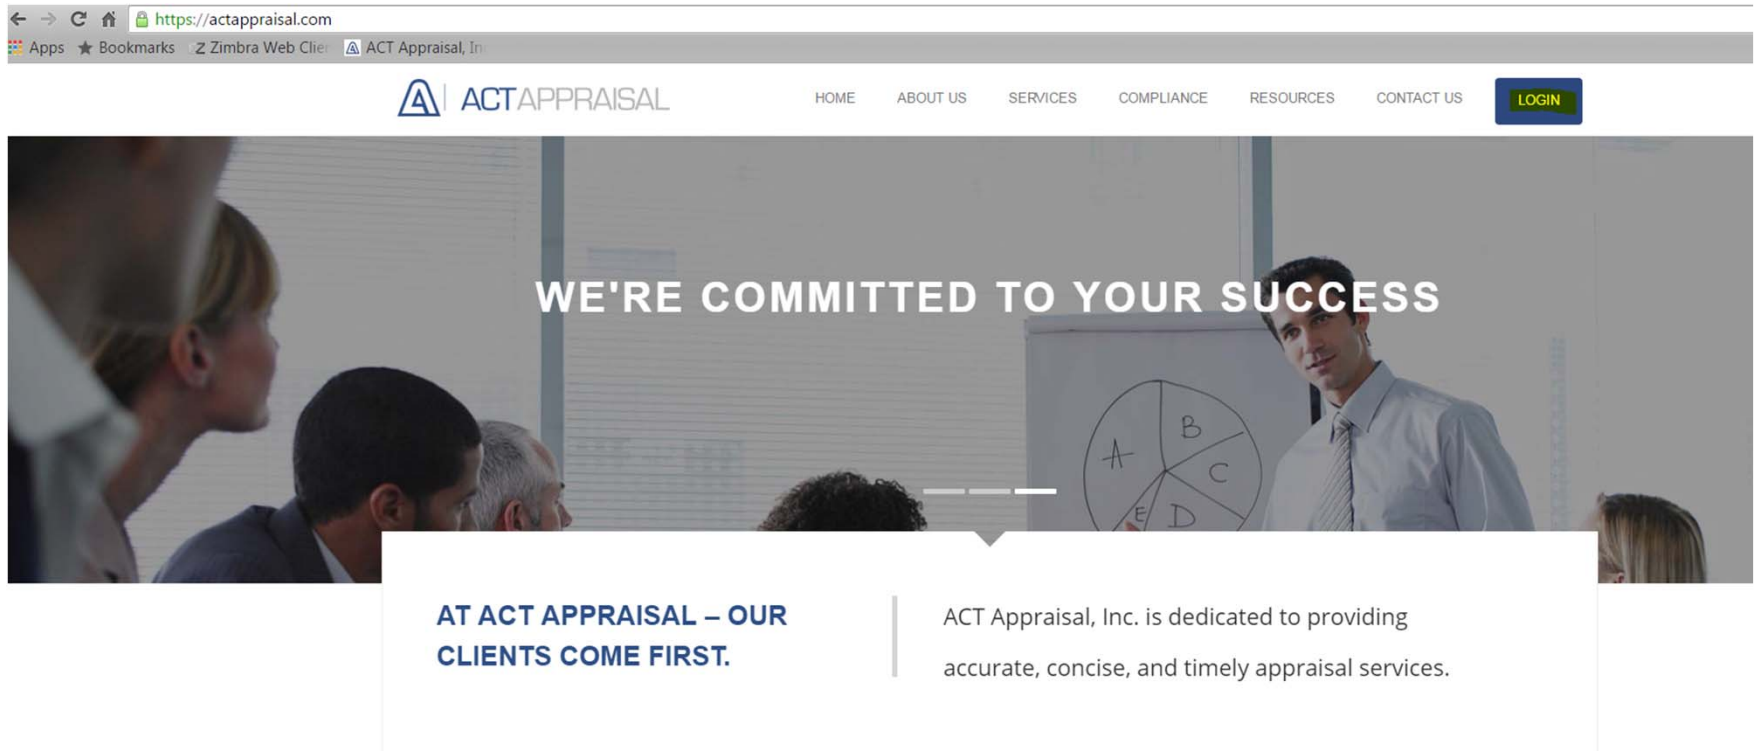 https://actappraisal.com
Apps Bookmarks Z Zimbra Web Clie ACT Appraisal, In
ACTAPPRAISAL HOME ABOUT US SERVICES COMPLIANCE RESOURCES CONTACT US LOGIN
WE'RE COMMITTED TO YOUR SUCCESS
A B C D E
AT ACT APPRAISAL – OUR
CLIENTS COME FIRST.
ACT Appraisal, Inc. is dedicated to providing
accurate, concise, and timely appraisal services.